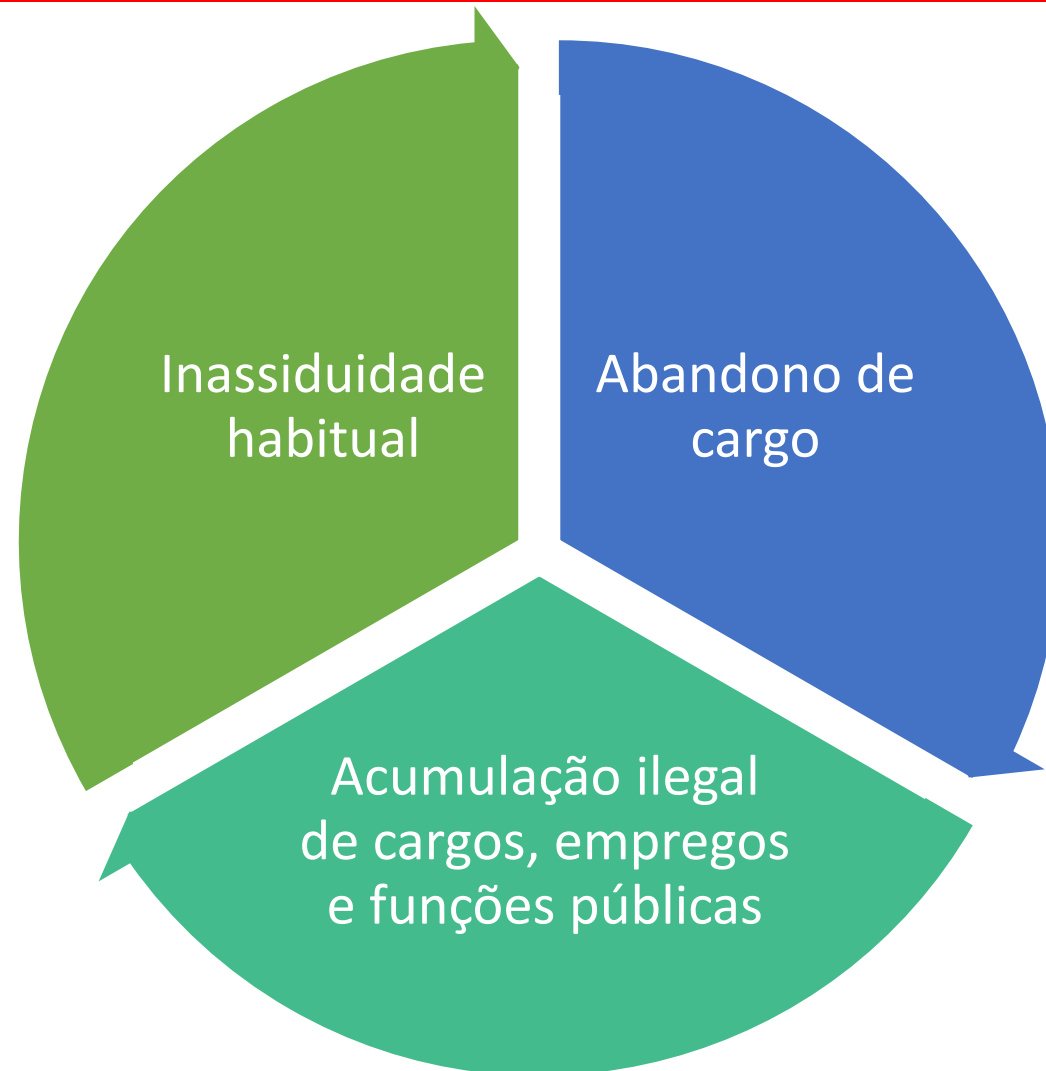 Inassiduidade
habitual
Abandono de
cargo
Acumulação ilegal
de cargos, empregos
e funções públicas